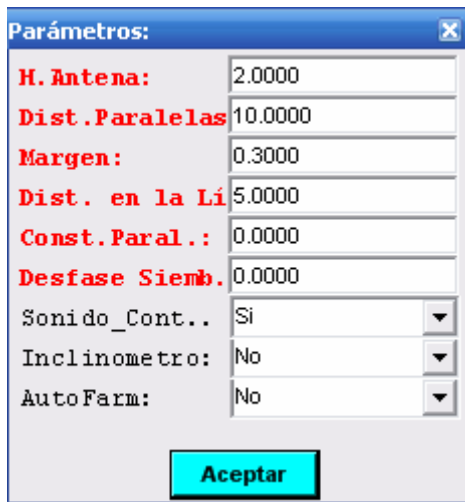 Parámetros:
H.Antena: 2.0000
Dist.Paralelas 10.0000
Margen: 0.3000
Dist. en la Lí 5.0000
Const.Paral.: 0.0000
Desfase Siemb. 0.0000
Sonido_Cont.. Si
Inclinometro: No
AutoFarm: No
Aceptar